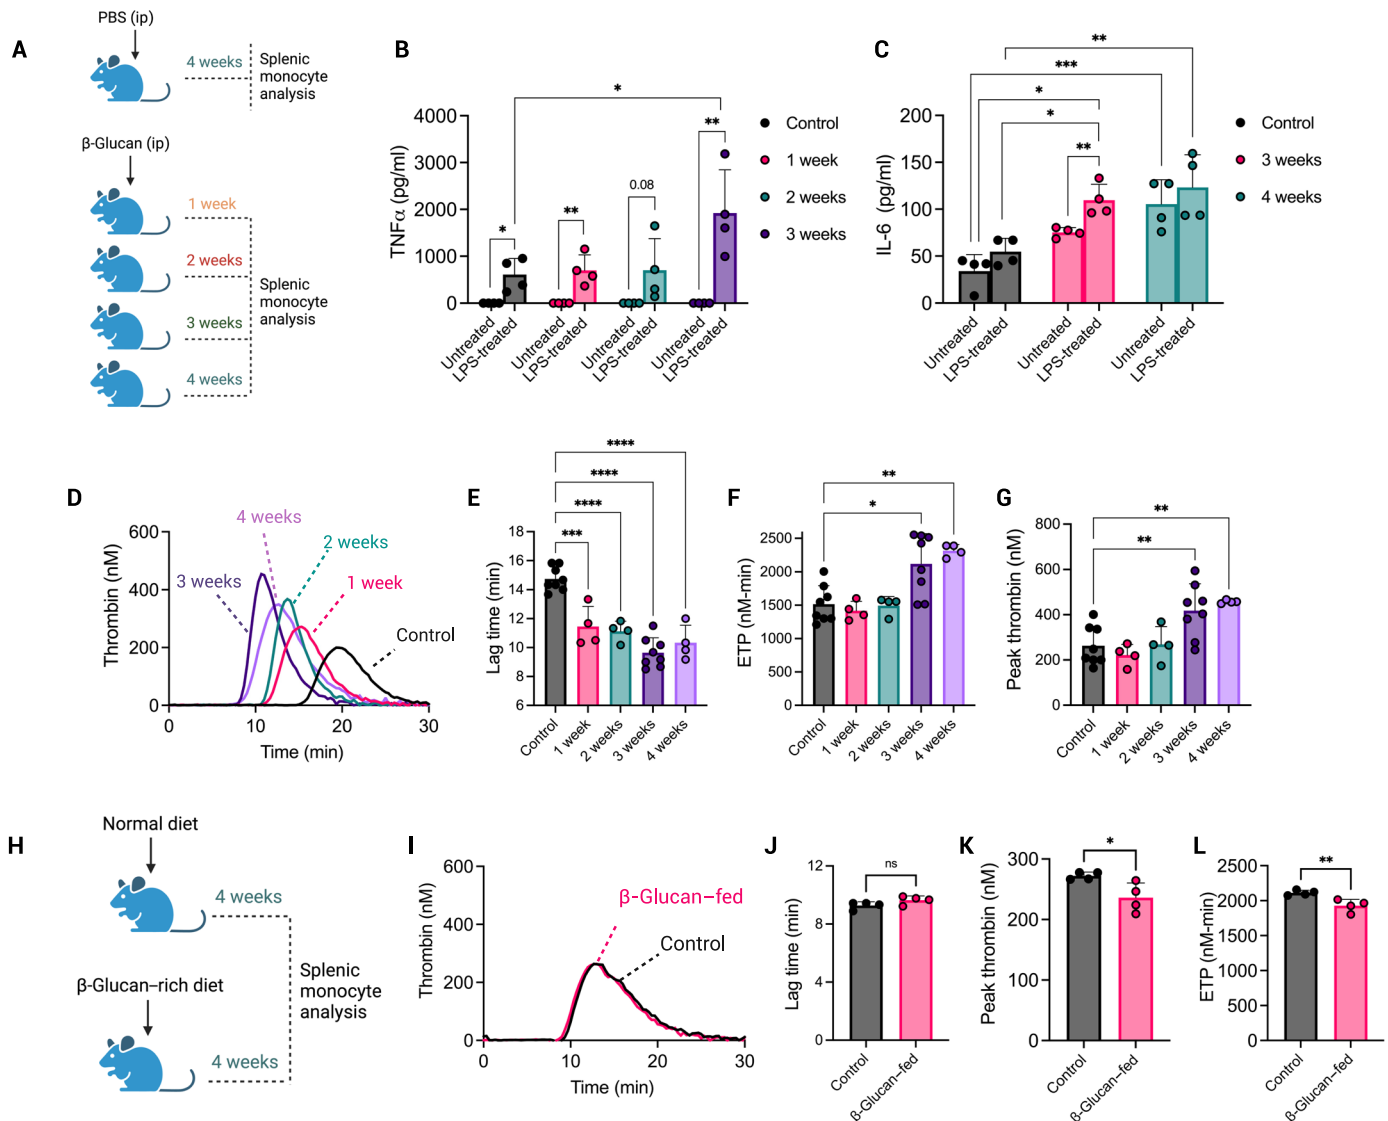 A
PBS (ip)
4 weeks
Splenic
monocyte
analysis
β-Glucan (ip)
1 week
2 weeks
3 weeks
4 weeks
Splenic
monocyte
analysis
B
TNFα (pg/ml)
4000
3000
2000
1000
0
*
**
0.08
**
*
Untreated
LPS-treated
Untreated
LPS-treated
Untreated
LPS-treated
Untreated
LPS-treated
Control
1 week
2 weeks
3 weeks
C
IL-6 (pg/ml)
200
150
100
50
0
**
***
*
*
**
Untreated
LPS-treated
Untreated
LPS-treated
Untreated
LPS-treated
Control
3 weeks
4 weeks
D
Thrombin (nM)
600
400
200
0
0
10
20
30
Time (min)
4 weeks
2 weeks
3 weeks
1 week
Control
E
Lag time (min)
18
16
14
12
10
8
6
****
****
****
***
Control
1 week
2 weeks
3 weeks
4 weeks
F
ETP (nM-min)
2500
2000
1500
1000
500
0
**
*
Control
1 week
2 weeks
3 weeks
4 weeks
G
Peak thrombin (nM)
800
600
400
200
0
**
**
Control
1 week
2 weeks
3 weeks
4 weeks
H
Normal diet
4 weeks
β-Glucan–rich diet
4 weeks
Splenic
monocyte
analysis
I
Thrombin (nM)
600
400
200
0
0
10
20
30
Time (min)
β-Glucan–fed
Control
J
Lag time (min)
12
8
4
0
ns
Control
β-Glucan–fed
K
Peak thrombin (nM)
300
200
100
0
*
Control
β-Glucan–fed
L
ETP (nM-min)
2500
2000
1500
1000
500
0
**
Control
β-Glucan–fed